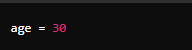 age = 30